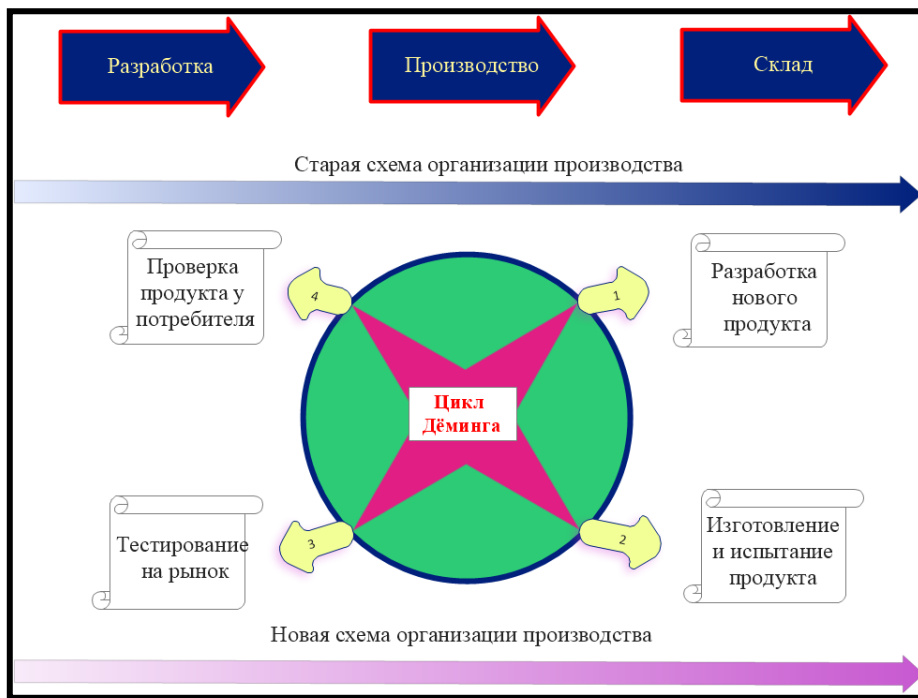 Разработка
Производство
Склад
Старая схема организации производства
Проверка
продукта у
потребителя
4
1
Разработка
нового
продукта
Цикл
Дёминга
Тестирование
на рынок
3
2
Изготовление
и испытание
продукта
Новая схема организации производства